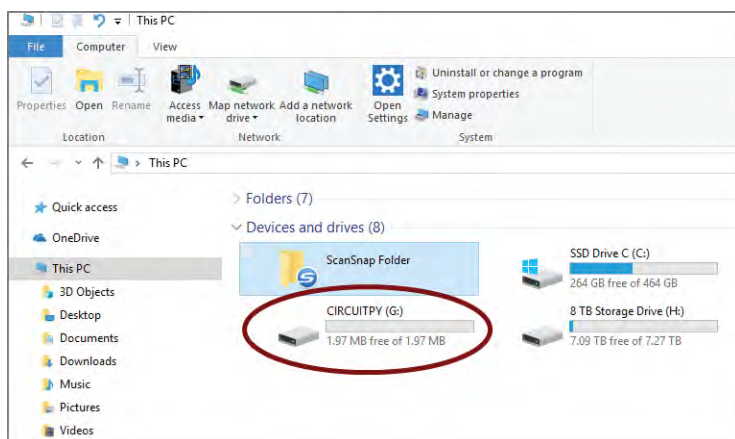 This PC
File Computer View
Properties Open Rename Access media Map network drive Add a network location Open Settings Uninstall or change a program
System properties
Manage
Location Network System
This PC
Quick access
OneDrive
This PC
3D Objects
Desktop
Documents
Downloads
Music
Pictures
Videos
Folders (7)
Devices and drives (8)
ScanSnap Folder
SSD Drive C (C:)
264 GB free of 464 GB
CIRCUITPY (G:)
1.97 MB free of 1.97 MB
8 TB Storage Drive (H:)
7.09 TB free of 7.27 TB